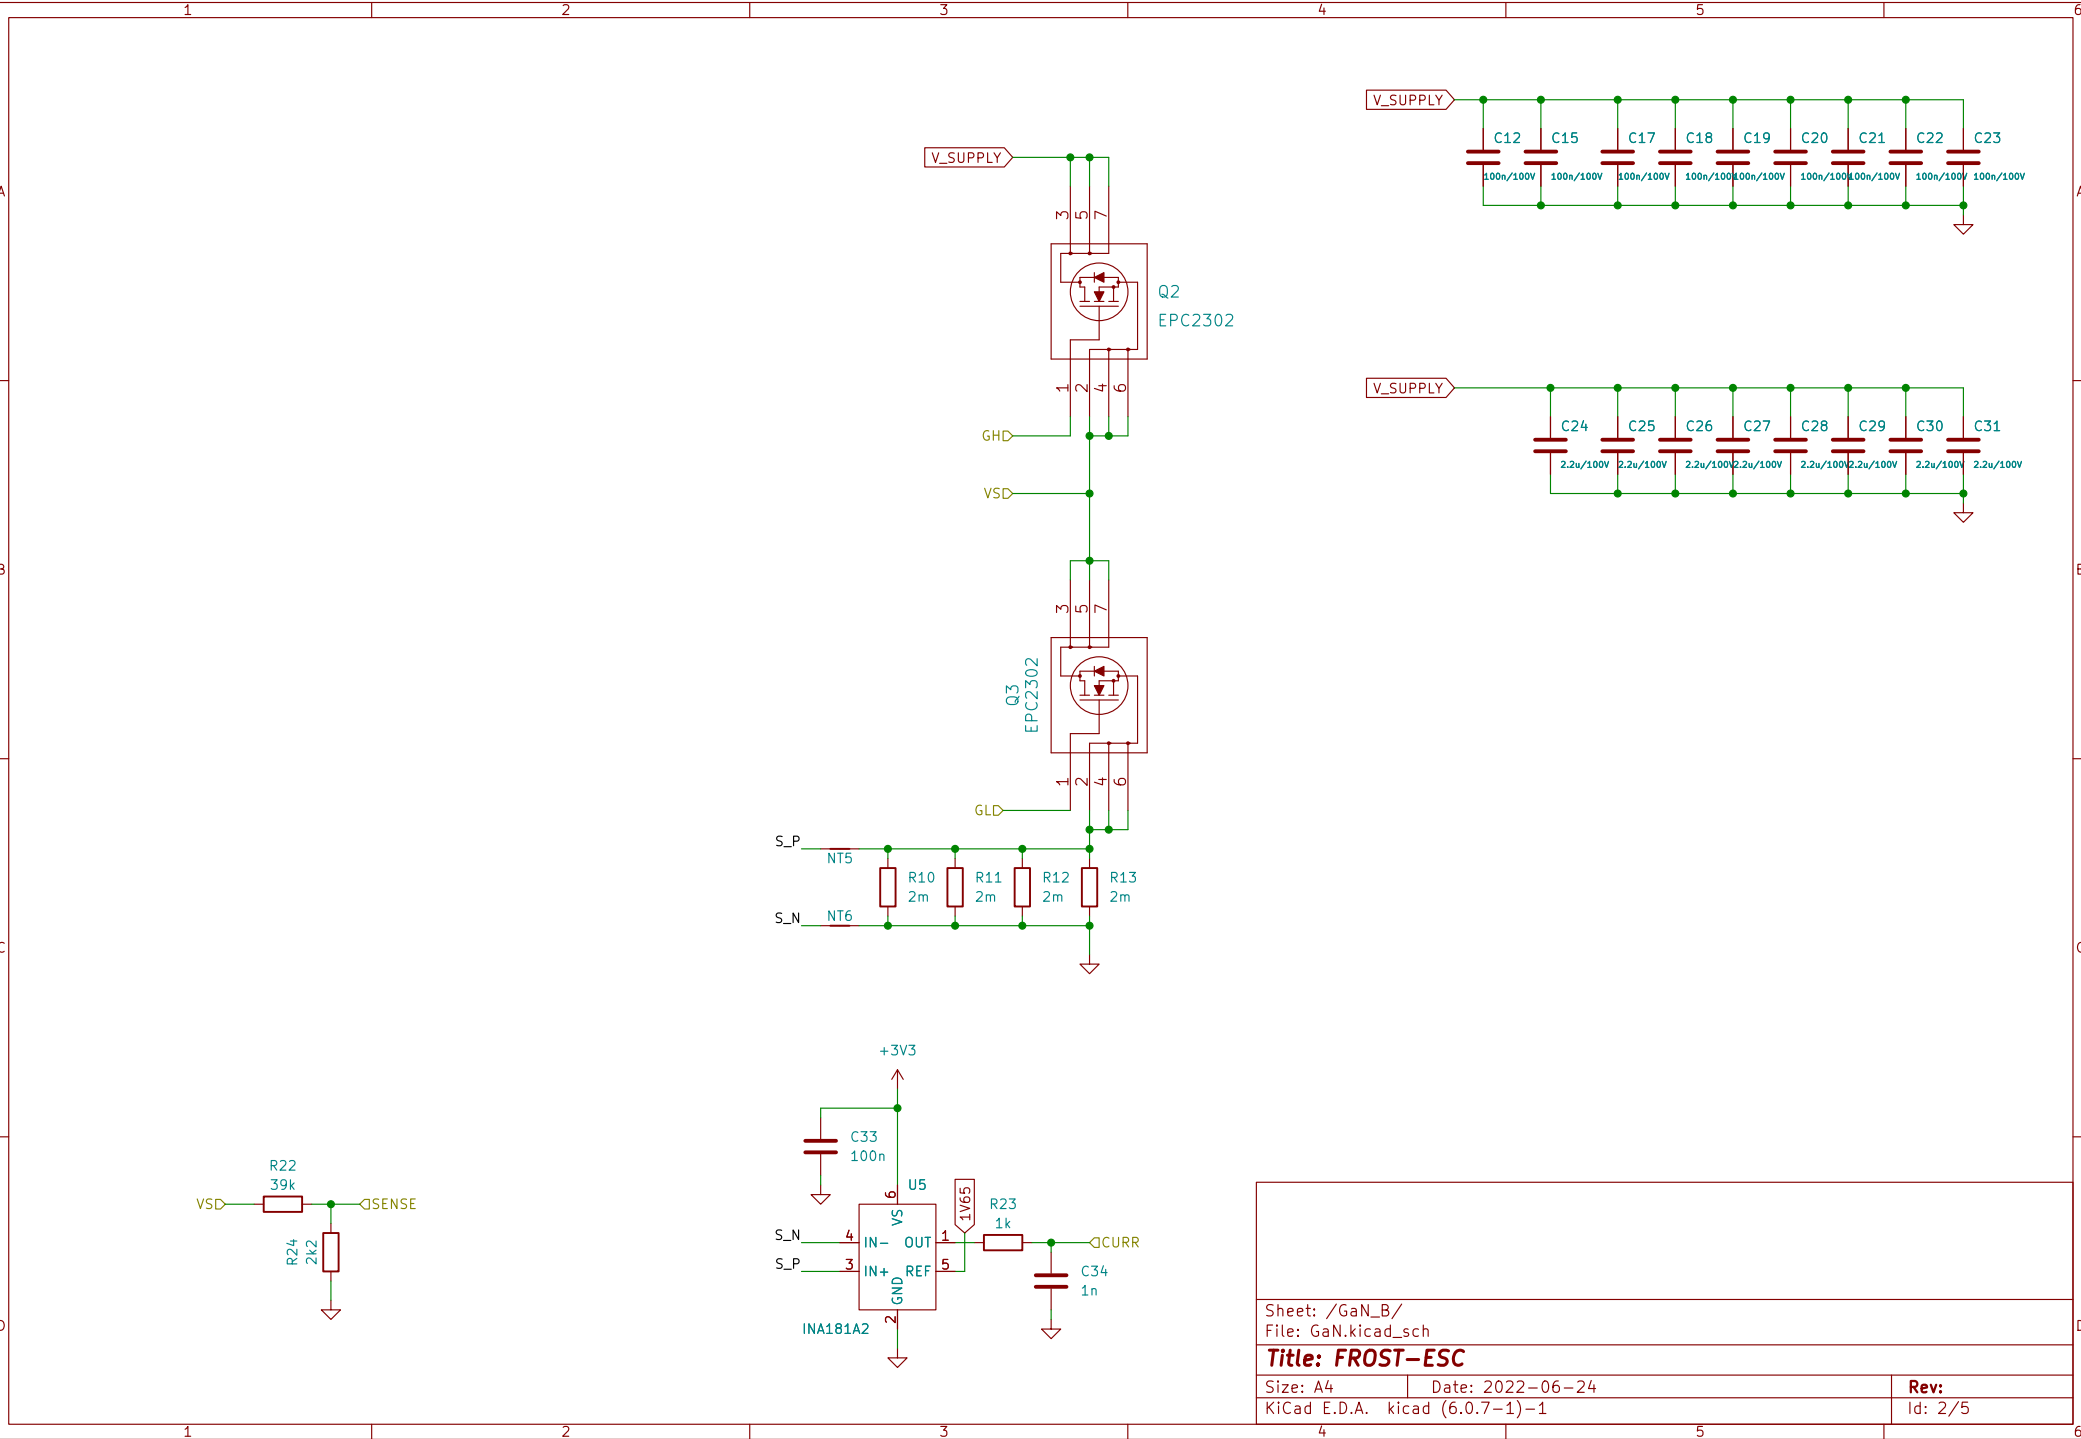 1 2 3 4 5 6
V_SUPPLY
C12 C15 C17 C18 C19 C20 C21 C22 C23
100n/100V 100n/100V 100n/100V 100n/100V 100n/100V 100n/100V 100n/100V 100n/100V 100n/100V
V_SUPPLY
A A
3 5 7
Q2
EPC2302
1 2 4 6
V_SUPPLY
C24 C25 C26 C27 C28 C29 C30 C31
2.2u/100V 2.2u/100V 2.2u/100V 2.2u/100V 2.2u/100V 2.2u/100V 2.2u/100V 2.2u/100V
GH
VS
B B
3 5 7
Q3
EPC2302
1 2 4 6
GL
S_P
NT5
R10 R11 R12 R13
2m 2m 2m 2m
S_N NT6
C C
+3V3
C33
100n
R22
39k
VS SENSE
R24
2k2
U5
6
VS
1V65
R23
1k
S_N 4 IN- OUT 1
CURR
S_P 3 IN+ REF 5
GND
2
C34
1n
INA181A2
D D
Sheet: /GaN_B/
File: GaN.kicad_sch
Title: FROST-ESC
Size: A4 Date: 2022-06-24 Rev:
KiCad E.D.A. kicad (6.0.7-1)-1 Id: 2/5
1 2 3 4 5 6